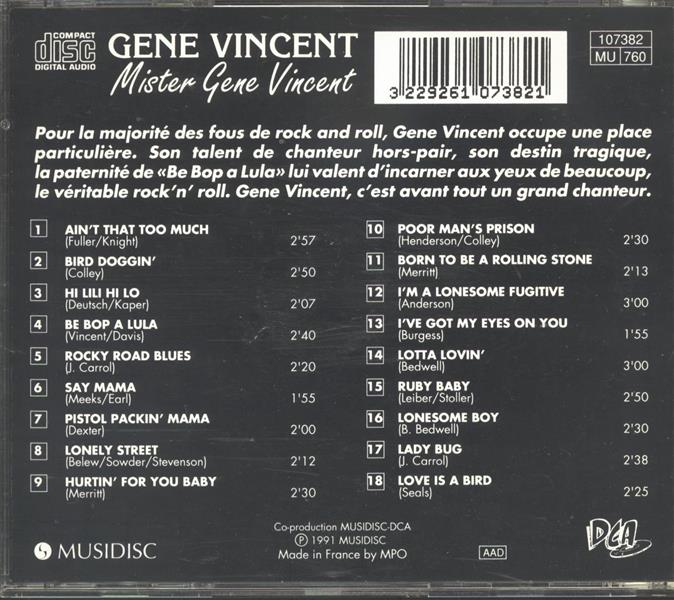 COMPACT
disc
DIGITAL AUDIO
GENE VINCENT
Mister Gene Vincent
3 229261 073821
107382
MU 760
Pour la majorité des fous de rock and roll, Gene Vincent occupe une place
particulière. Son talent de chanteur hors-pair, son destin tragique,
la paternité de «Be Bop a Lula» lui valent d'incarner aux yeux de beaucoup,
le véritable rock'n' roll. Gene Vincent, c'est avant tout un grand chanteur.
1 AIN'T THAT TOO MUCH
(Fuller/Knight) 2'57
2 BIRD DOGGIN'
(Colley) 2'50
3 HI LILI HI LO
(Deutsch/Kaper) 2'07
4 BE BOP A LULA
(Vincent/Davis) 2'40
5 ROCKY ROAD BLUES
(J. Carrol) 2'20
6 SAY MAMA
(Meeks/Earl) 1'55
7 PISTOL PACKIN' MAMA
(Dexter) 2'00
8 LONELY STREET
(Belew/Sowder/Stevenson) 2'12
9 HURTIN' FOR YOU BABY
(Merritt) 2'30
10 POOR MAN'S PRISON
(Henderson/Colley) 2'30
11 BORN TO BE A ROLLING STONE
(Merritt) 2'13
12 I'M A LONESOME FUGITIVE
(Anderson) 3'00
13 I'VE GOT MY EYES ON YOU
(Burgess) 1'55
14 LOTTA LOVIN'
(Bedwell) 3'00
15 RUBY BABY
(Leiber/Stoller) 2'50
16 LONESOME BOY
(B. Bedwell) 2'30
17 LADY BUG
(J. Carrol) 2'38
18 LOVE IS A BIRD
(Seals) 2'25
MUSIDISC
Co-production MUSIDISC-DCA
℗ 1991 MUSIDISC
Made in France by MPO
AAD
DCA